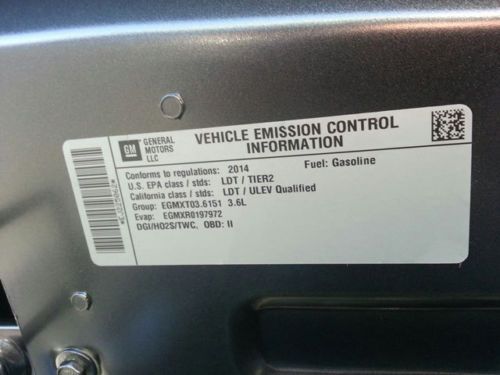 GM
GENERAL MOTORS LLC
VEHICLE EMISSION CONTROL INFORMATION
Conforms to regulations: 2014 Fuel: Gasoline
U.S. EPA class / stds: LDT / TIER2
California class / stds: LDT / ULEV Qualified
Group: EGMXT03.6151 3.6L
Evap: EGMXR0197972
DGI/HO2S/TWC, OBD: II